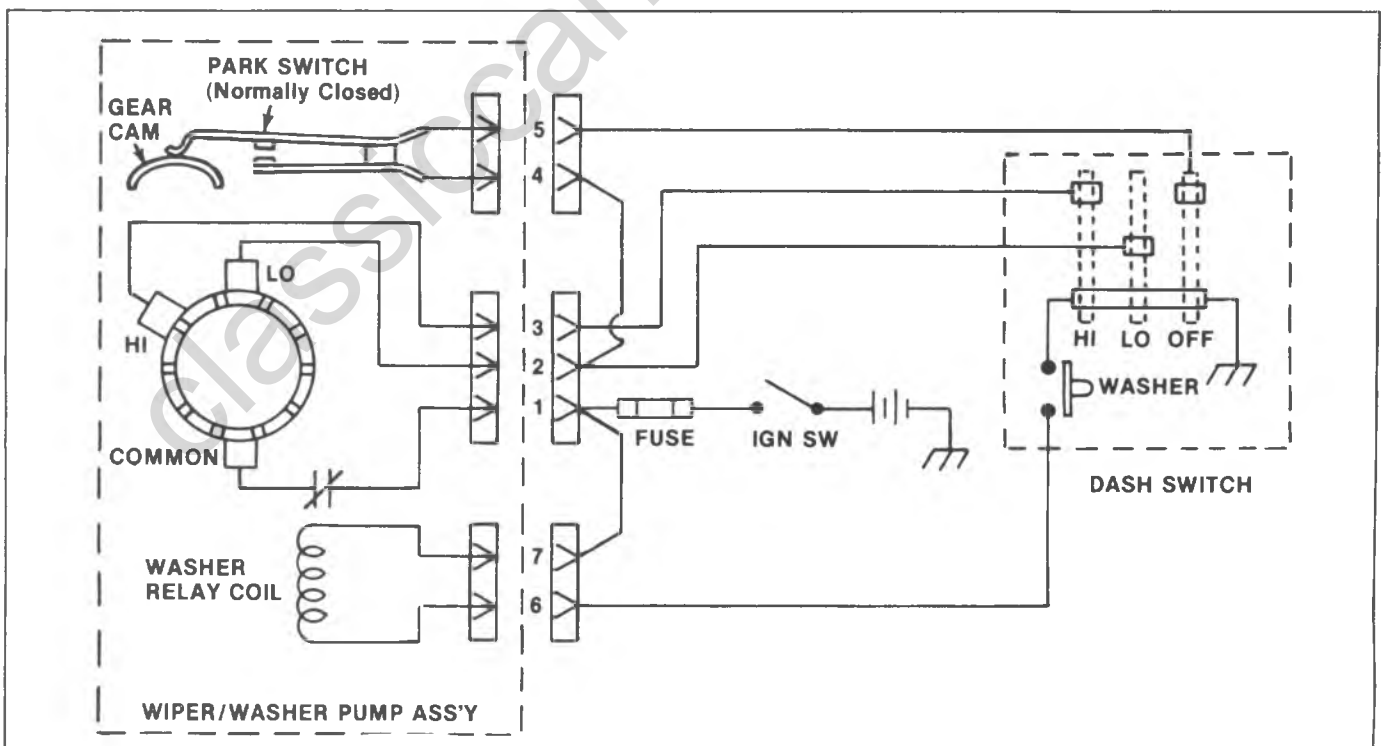 PARK SWITCH
(Normally Closed)
GEAR
CAM
5
4
LO
HI
3
2
1
COMMON
FUSE
IGN SW
HI LO OFF
WASHER
DASH SWITCH
WASHER
RELAY COIL
7
6
WIPER/WASHER PUMP ASS'Y
classiccar